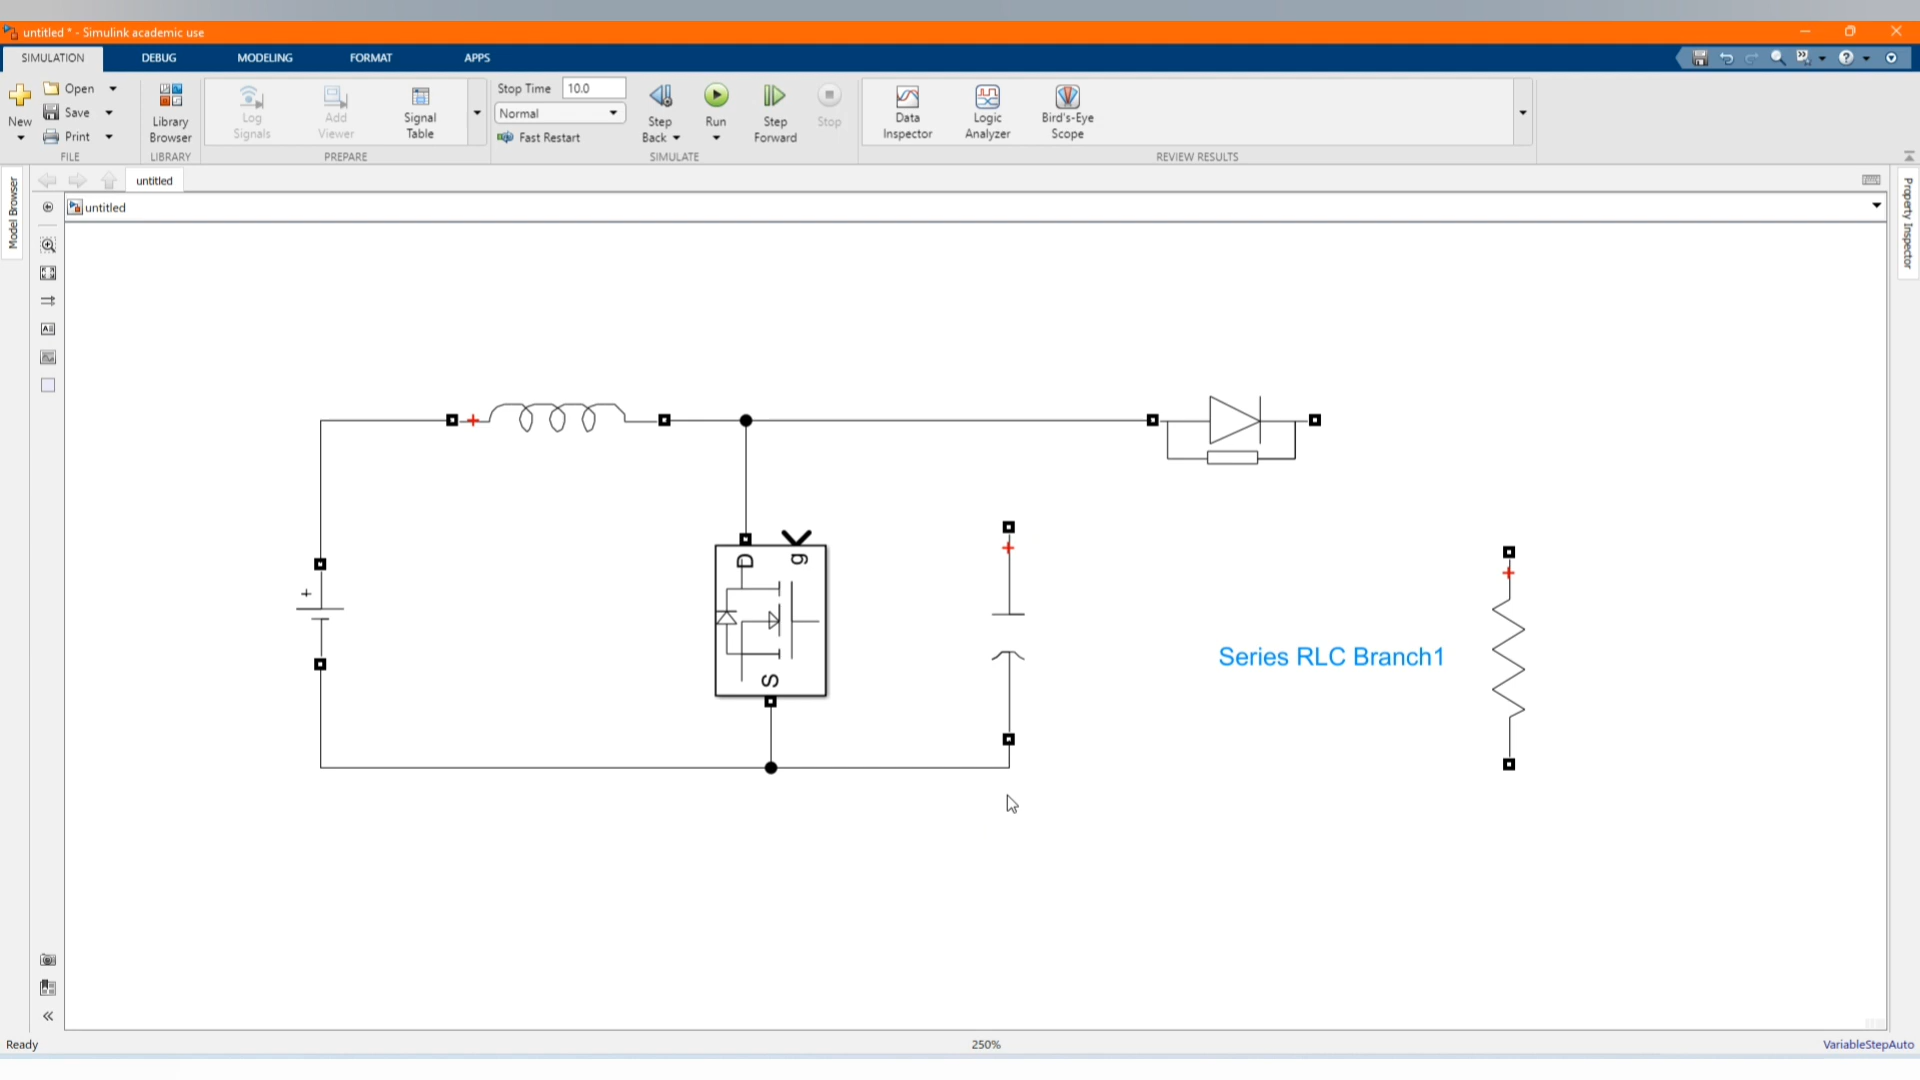 untitled * - Simulink academic use
SIMULATION DEBUG MODELING FORMAT APPS
New
Open
Save
Print
FILE
Library
Browser
LIBRARY
Log
Signals
Add
Viewer
Signal
Table
PREPARE
Stop Time 10.0
Normal
Fast Restart
Step
Back
Run
Step
Forward
Stop
SIMULATE
Data
Inspector
Logic
Analyzer
Bird's-Eye
Scope
REVIEW RESULTS
Model Browser
untitled
untitled
Property Inspector
D g
S
Series RLC Branch1
Ready 250% VariableStepAuto